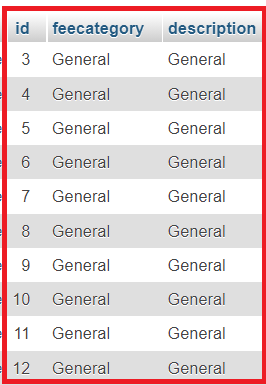 id feecategory description
3 General General
4 General General
5 General General
6 General General
7 General General
8 General General
9 General General
10 General General
11 General General
12 General General